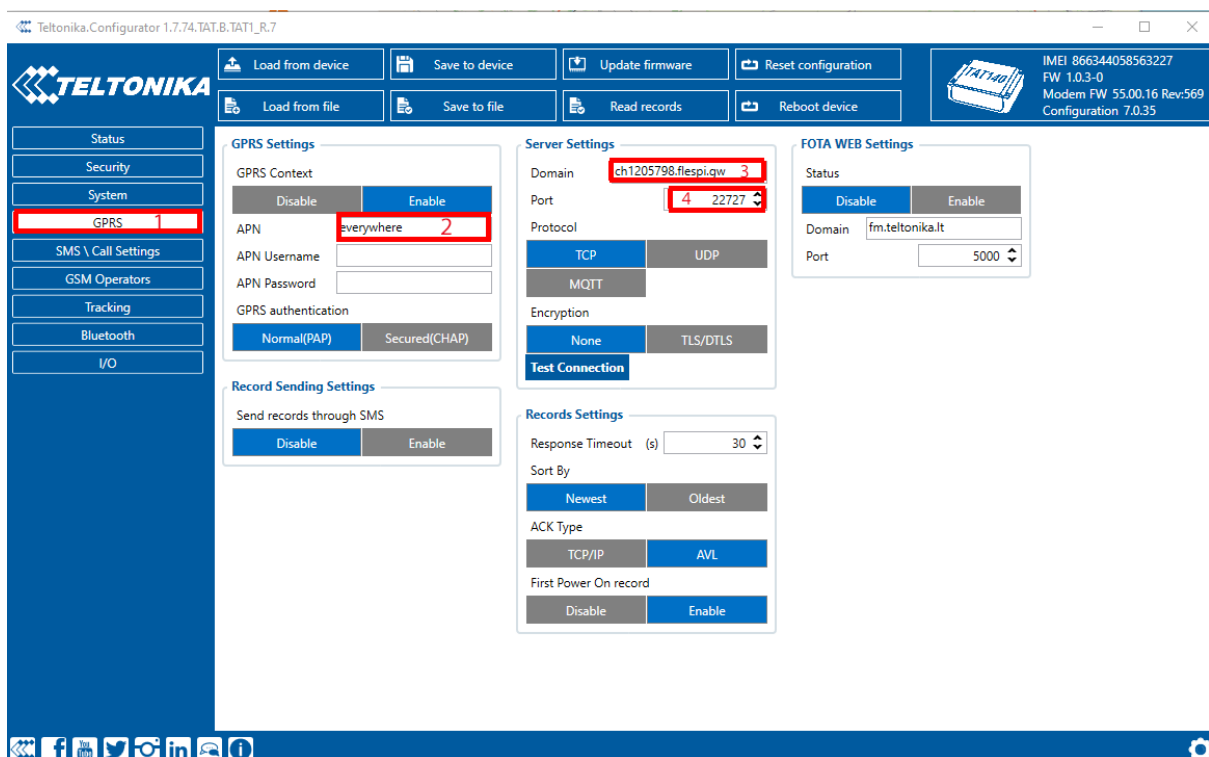 Teltonika.Configurator 1.7.74.TAT.B.TAT1_R.7
TELTONIKA
Load from device
Save to device
Update firmware
Reset configuration
Load from file
Save to file
Read records
Reboot device
TAT140
IMEI 866344058563227
FW 1.0.3-0
Modem FW 55.00.16 Rev:569
Configuration 7.0.35
Status
Security
System
GPRS 1
SMS \ Call Settings
GSM Operators
Tracking
Bluetooth
I/O
GPRS Settings
GPRS Context
Disable Enable
APN everywhere 2
APN Username
APN Password
GPRS authentication
Normal(PAP) Secured(CHAP)
Record Sending Settings
Send records through SMS
Disable Enable
Server Settings
Domain ch1205798.flespi.gw 3
Port 4 22727
Protocol
TCP UDP
MQTT
Encryption
None TLS/DTLS
Test Connection
Records Settings
Response Timeout (s) 30
Sort By
Newest Oldest
ACK Type
TCP/IP AVL
First Power On record
Disable Enable
FOTA WEB Settings
Status
Disable Enable
Domain fm.teltonika.lt
Port 5000